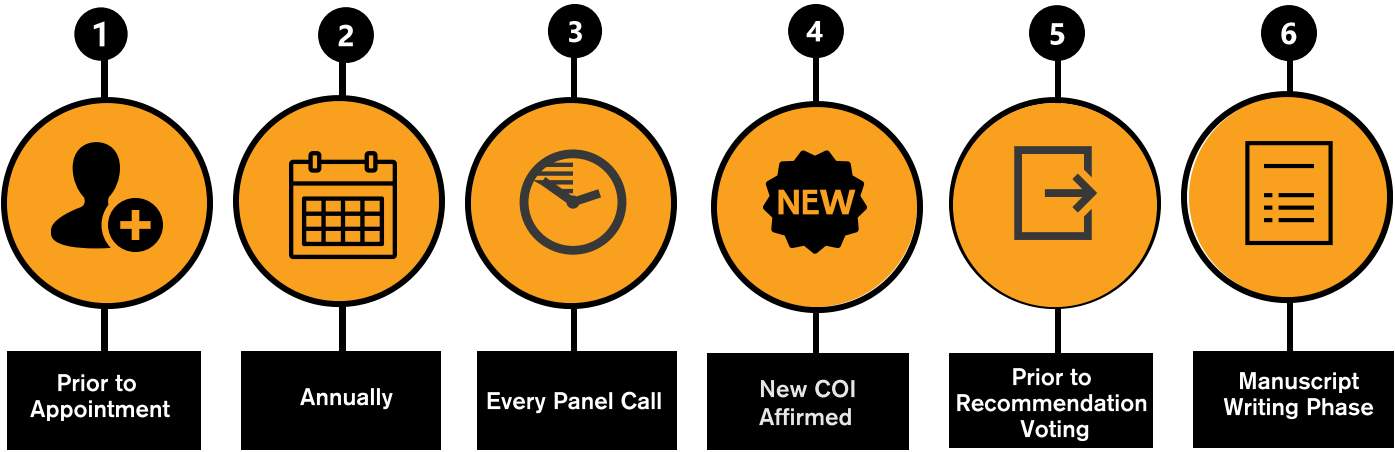 1
2
3
4
5
6
NEW
Prior to
Appointment
Annually
Every Panel Call
New COI
Affirmed
Prior to
Recommendation
Voting
Manuscript
Writing Phase